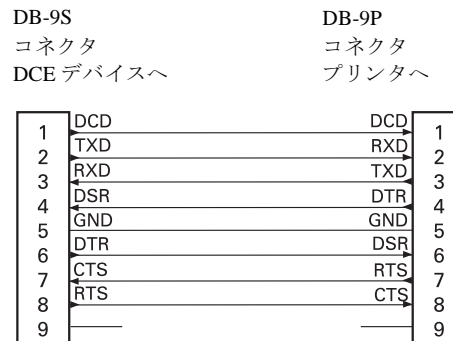 DB-9S
コネクタ
DCE デバイスへ
DB-9P
コネクタ
プリンタへ
1 DCD DCD 1
2 TXD RXD 2
3 RXD TXD 3
4 DSR DTR 4
5 GND GND 5
6 DTR DSR 6
7 CTS RTS 7
8 RTS CTS 8
9 9